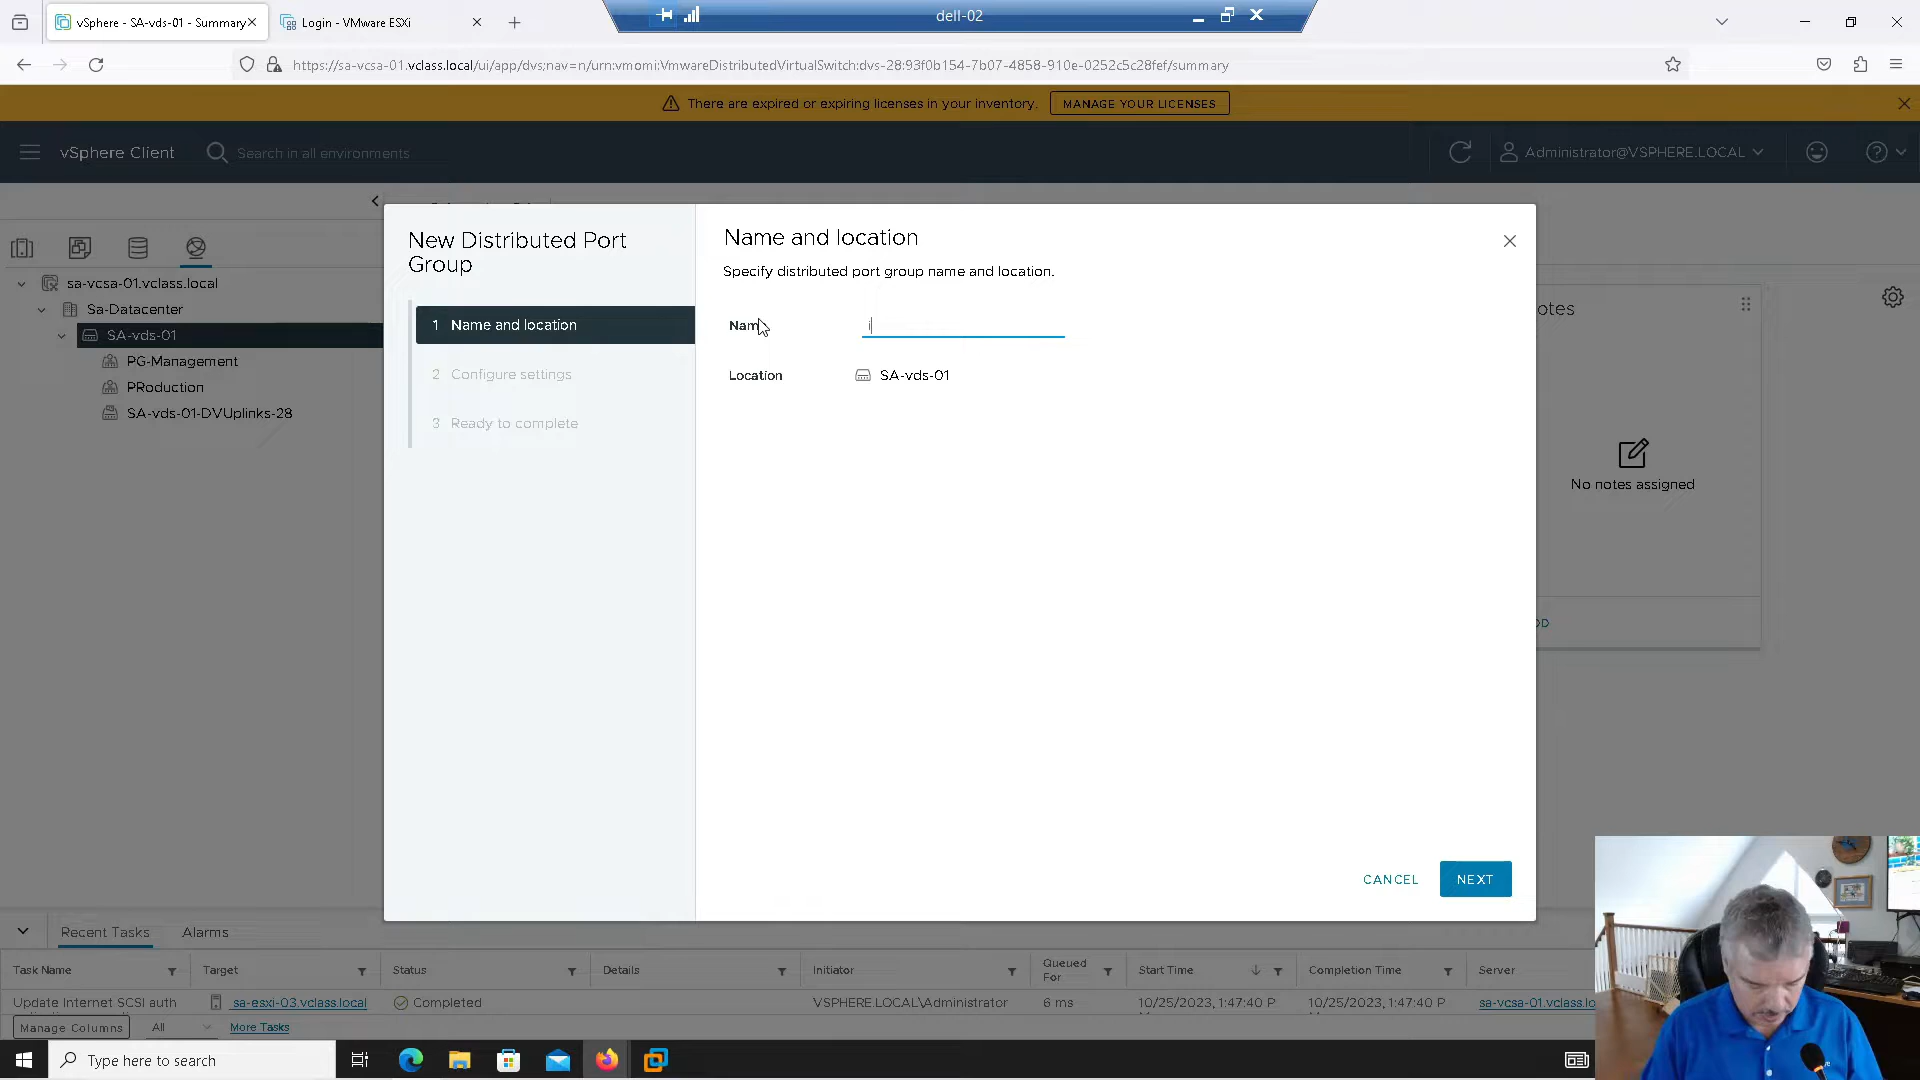 vSphere - SA-vds-01 - Summary
Login - VMware ESXi
dell-02
https://sa-vcsa-01.vclass.local/ui/app/dvs;nav=n/urn:vmomi:VmwareDistributedVirtualSwitch:dvs-28:93f0b154-7b07-4858-910e-0252c5c28fef/summary
There are expired or expiring licenses in your inventory. MANAGE YOUR LICENSES
vSphere Client
Search in all environments
Administrator@VSPHERE.LOCAL
sa-vcsa-01.vclass.local
Sa-Datacenter
SA-vds-01
PG-Management
PRoduction
SA-vds-01-DVUplinks-28
New Distributed Port
Group
1 Name and location
2 Configure settings
3 Ready to complete
Name and location
Specify distributed port group name and location.
Name i
Location SA-vds-01
CANCEL NEXT
otes
No notes assigned
Recent Tasks Alarms
Task Name Target Status Details Initiator Queued For Start Time Completion Time Server
Update Internet SCSI auth sa-esxi-03.vclass.local Completed VSPHERE.LOCAL\Administrator 6 ms 10/25/2023, 1:47:40 P 10/25/2023, 1:47:40 P sa-vcsa-01.vclass.lo
Manage Columns All More Tasks
Type here to search